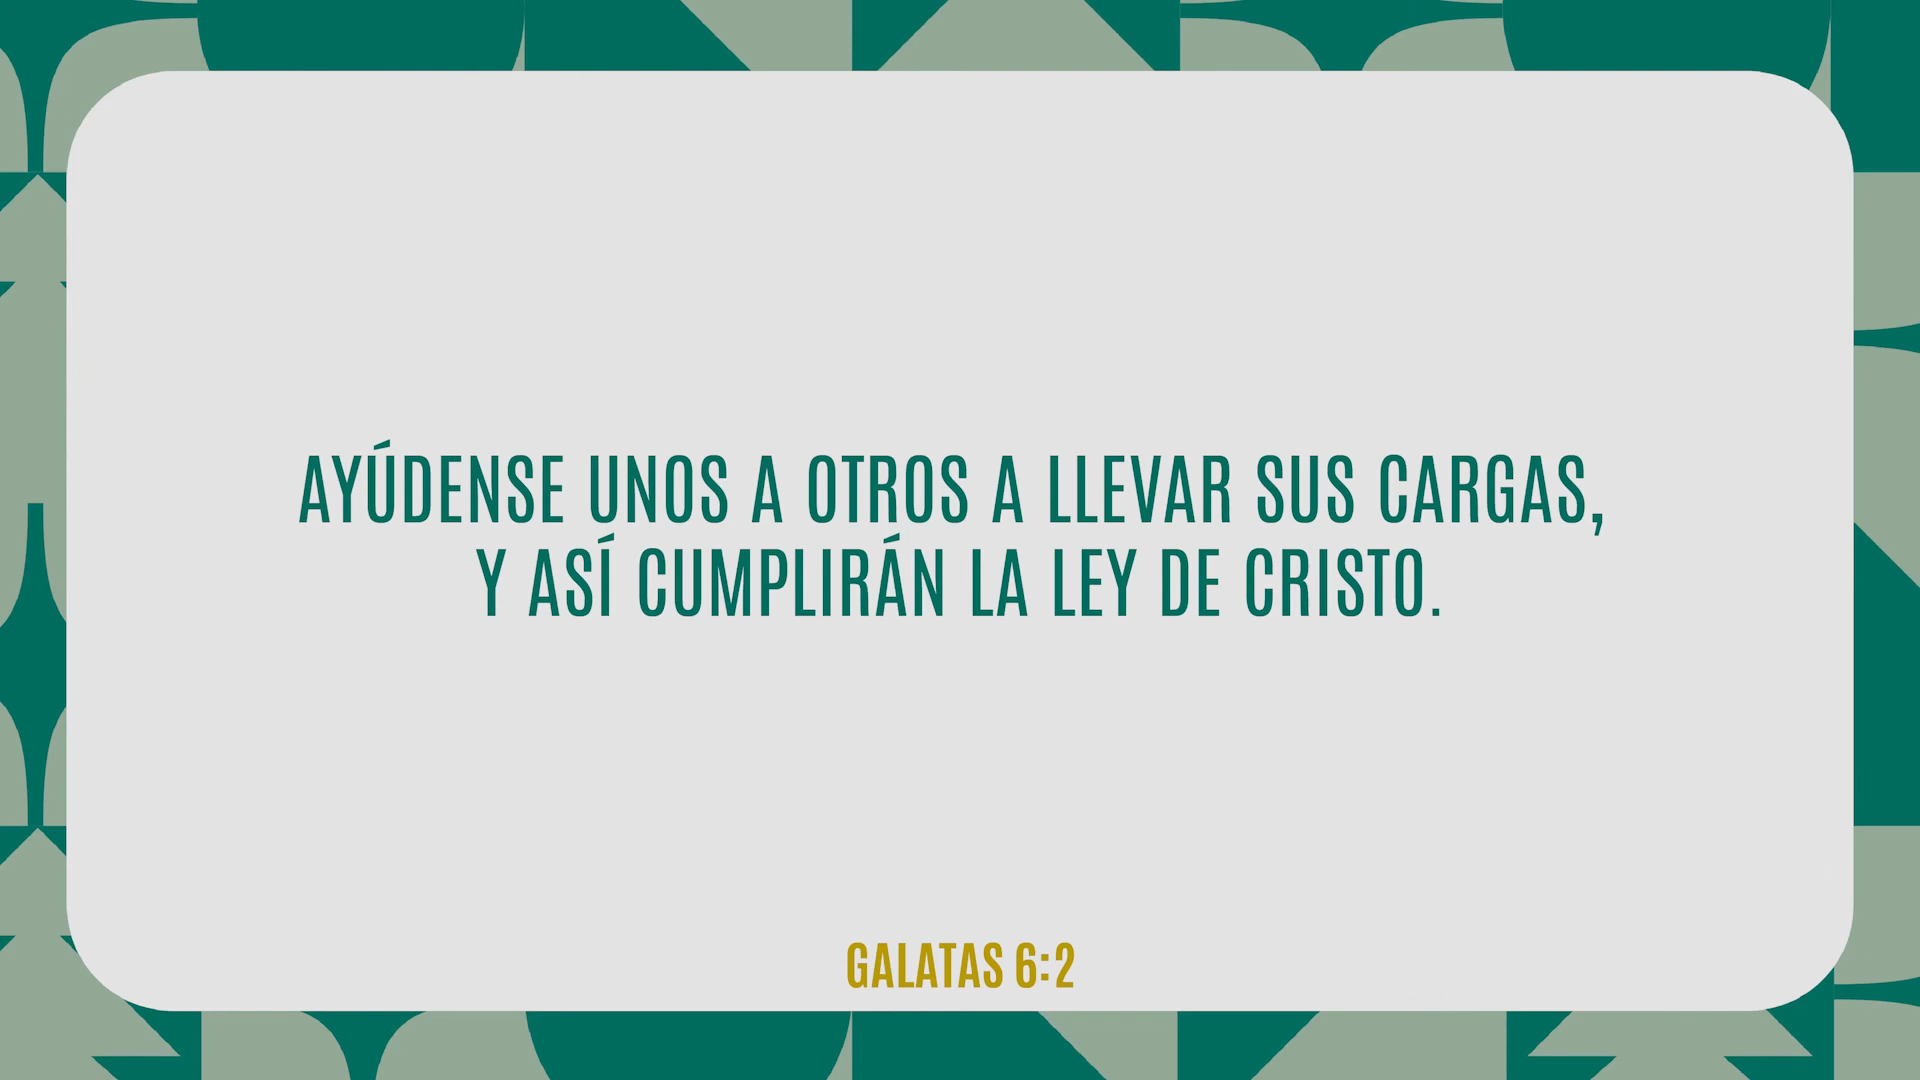 AYÚDENSE UNOS A OTROS A LLEVAR SUS CARGAS,
Y ASÍ CUMPLIRÁN LA LEY DE CRISTO.
GALATAS 6:2